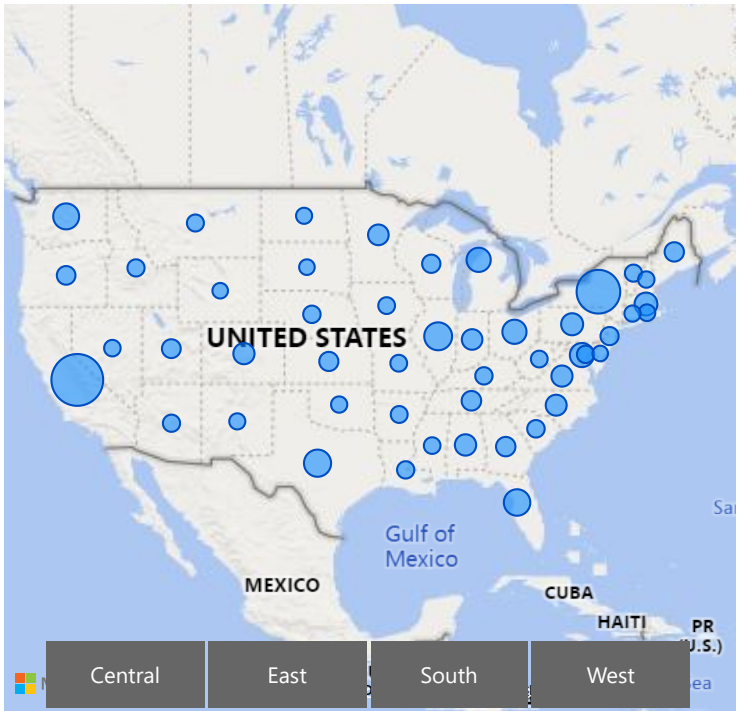 UNITED STATES
Gulf of
Mexico
MEXICO
CUBA
HAITI
PR
(U.S.)
Central
East
South
West